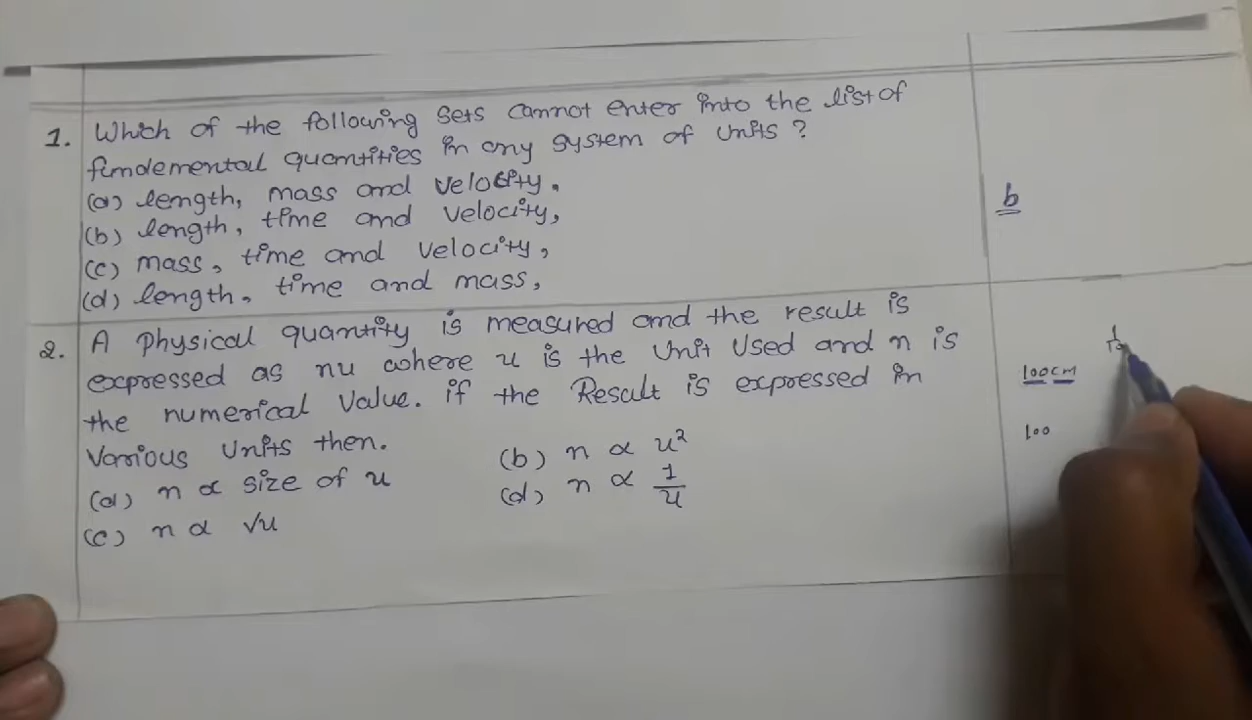 1. Which of the following sets cannot enter into the list of
fundemental quantities in any system of units?
(a) length, mass and velocity.
(b) length, time and velocity,
b
(c) mass, time and velocity,
(d) length, time and mass,
2. A physical quantity is measured and the result is
expressed as nu where u is the Unit Used and n is
100 cm
the numerical Value. if the Result is expressed in
100
Various Units then.
(a) n ∝ size of u
(b) n ∝ u²
(c) n ∝ √u
(d) n ∝ 1/u